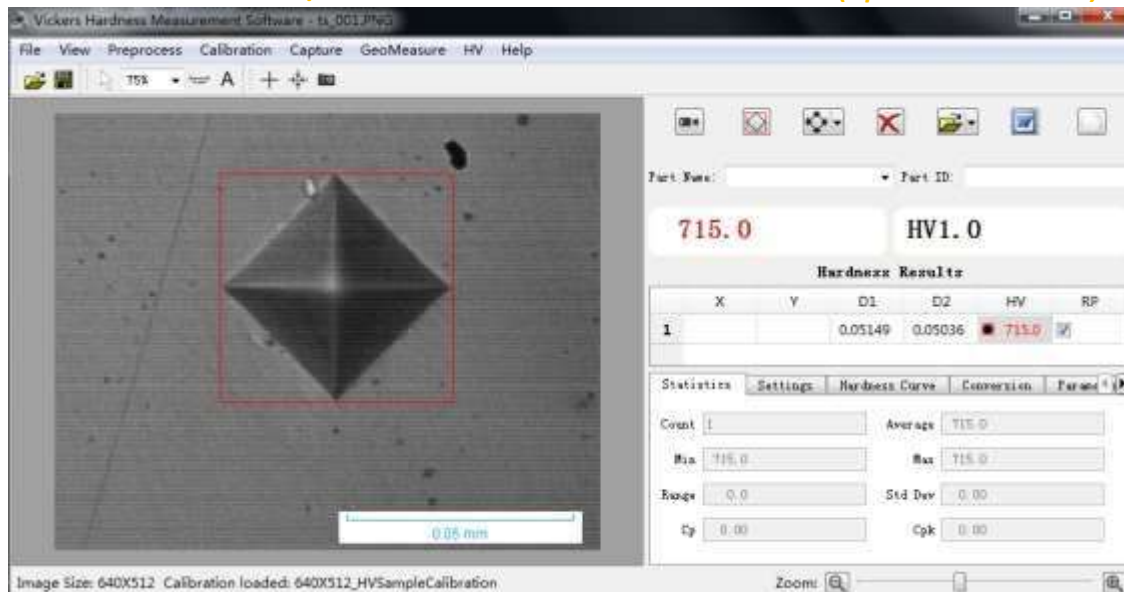 Vickers Hardness Measurement Software - ts_001.PNG
File View Preprocess Calibration Capture GeoMeasure HV Help
75% A
Part Name: Part ID:
715.0 HV1.0
Hardness Results
X Y D1 D2 HV RP
1 0.05149 0.05036 715.0
Statistics Settings Hardness Curve Conversion
Count 1 Average 715.0
Min 715.0 Max 715.0
Range 0.0 Std Dev 0.00
Cp 0.00 Cpk 0.00
0.05 mm
Image Size: 640X512 Calibration loaded: 640X512_HVSampleCalibration Zoom: